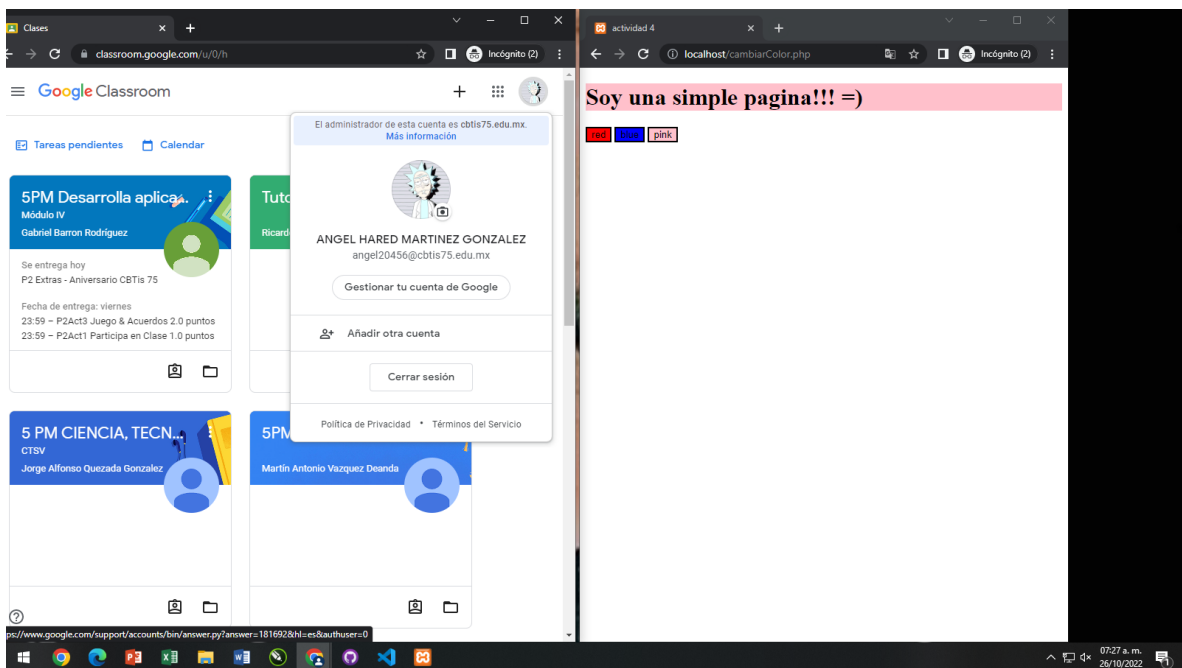 Clases
classroom.google.com/u/0/h
Incógnito (2)
Google Classroom
El administrador de esta cuenta es cbtis75.edu.mx.
Más información
Tareas pendientes
Calendar
5PM Desarrolla aplica...
Módulo IV
Gabriel Barron Rodríguez
Se entrega hoy
P2 Extras - Aniversario CBTis 75
Fecha de entrega: viernes
23:59 – P2Act3 Juego & Acuerdos 2.0 puntos
23:59 – P2Act1 Participa en Clase 1.0 puntos
Tuto
Ricard
ANGEL HARED MARTINEZ GONZALEZ
angel20456@cbtis75.edu.mx
Gestionar tu cuenta de Google
Añadir otra cuenta
Cerrar sesión
Política de Privacidad • Términos del Servicio
5 PM CIENCIA, TECN...
CTSV
Jorge Alfonso Quezada Gonzalez
5PM
Martín Antonio Vazquez Deanda
ps://www.google.com/support/accounts/bin/answer.py?answer=181692&hl=es&authuser=0
actividad 4
localhost/cambiarColor.php
Incógnito (2)
Soy una simple pagina!!! =)
red blue pink
07:27 a. m.
26/10/2022